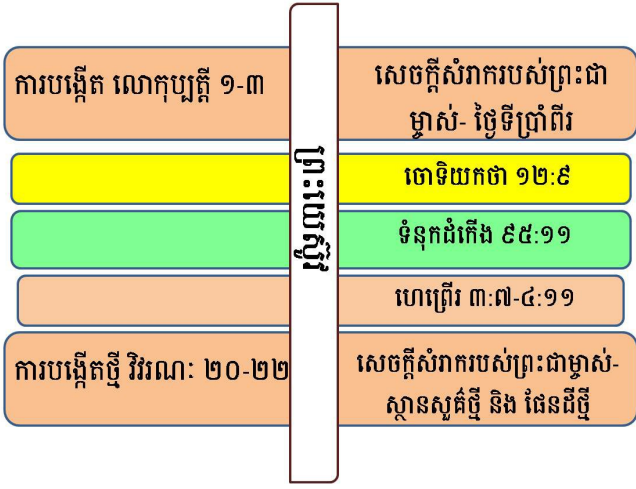 ការបង្កើត លោកុប្បត្តិ ១-៣
សេចក្តីសំរាករបស់ព្រះជា
ម្ចាស់- ថ្ងៃទីប្រាំពីរ
ព្រះយេស៊ូវ
ចោទិយកថា ១២:៩
ទំនុកដំកើង ៩៥:១១
ហេព្រើរ ៣:៧-៤:១១
ការបង្កើតថ្មី វិវរណៈ ២០-២២
សេចក្តីសំរាករបស់ព្រះជាម្ចាស់-
ស្ថានសួគ៌ថ្មី និង ផែនដីថ្មី